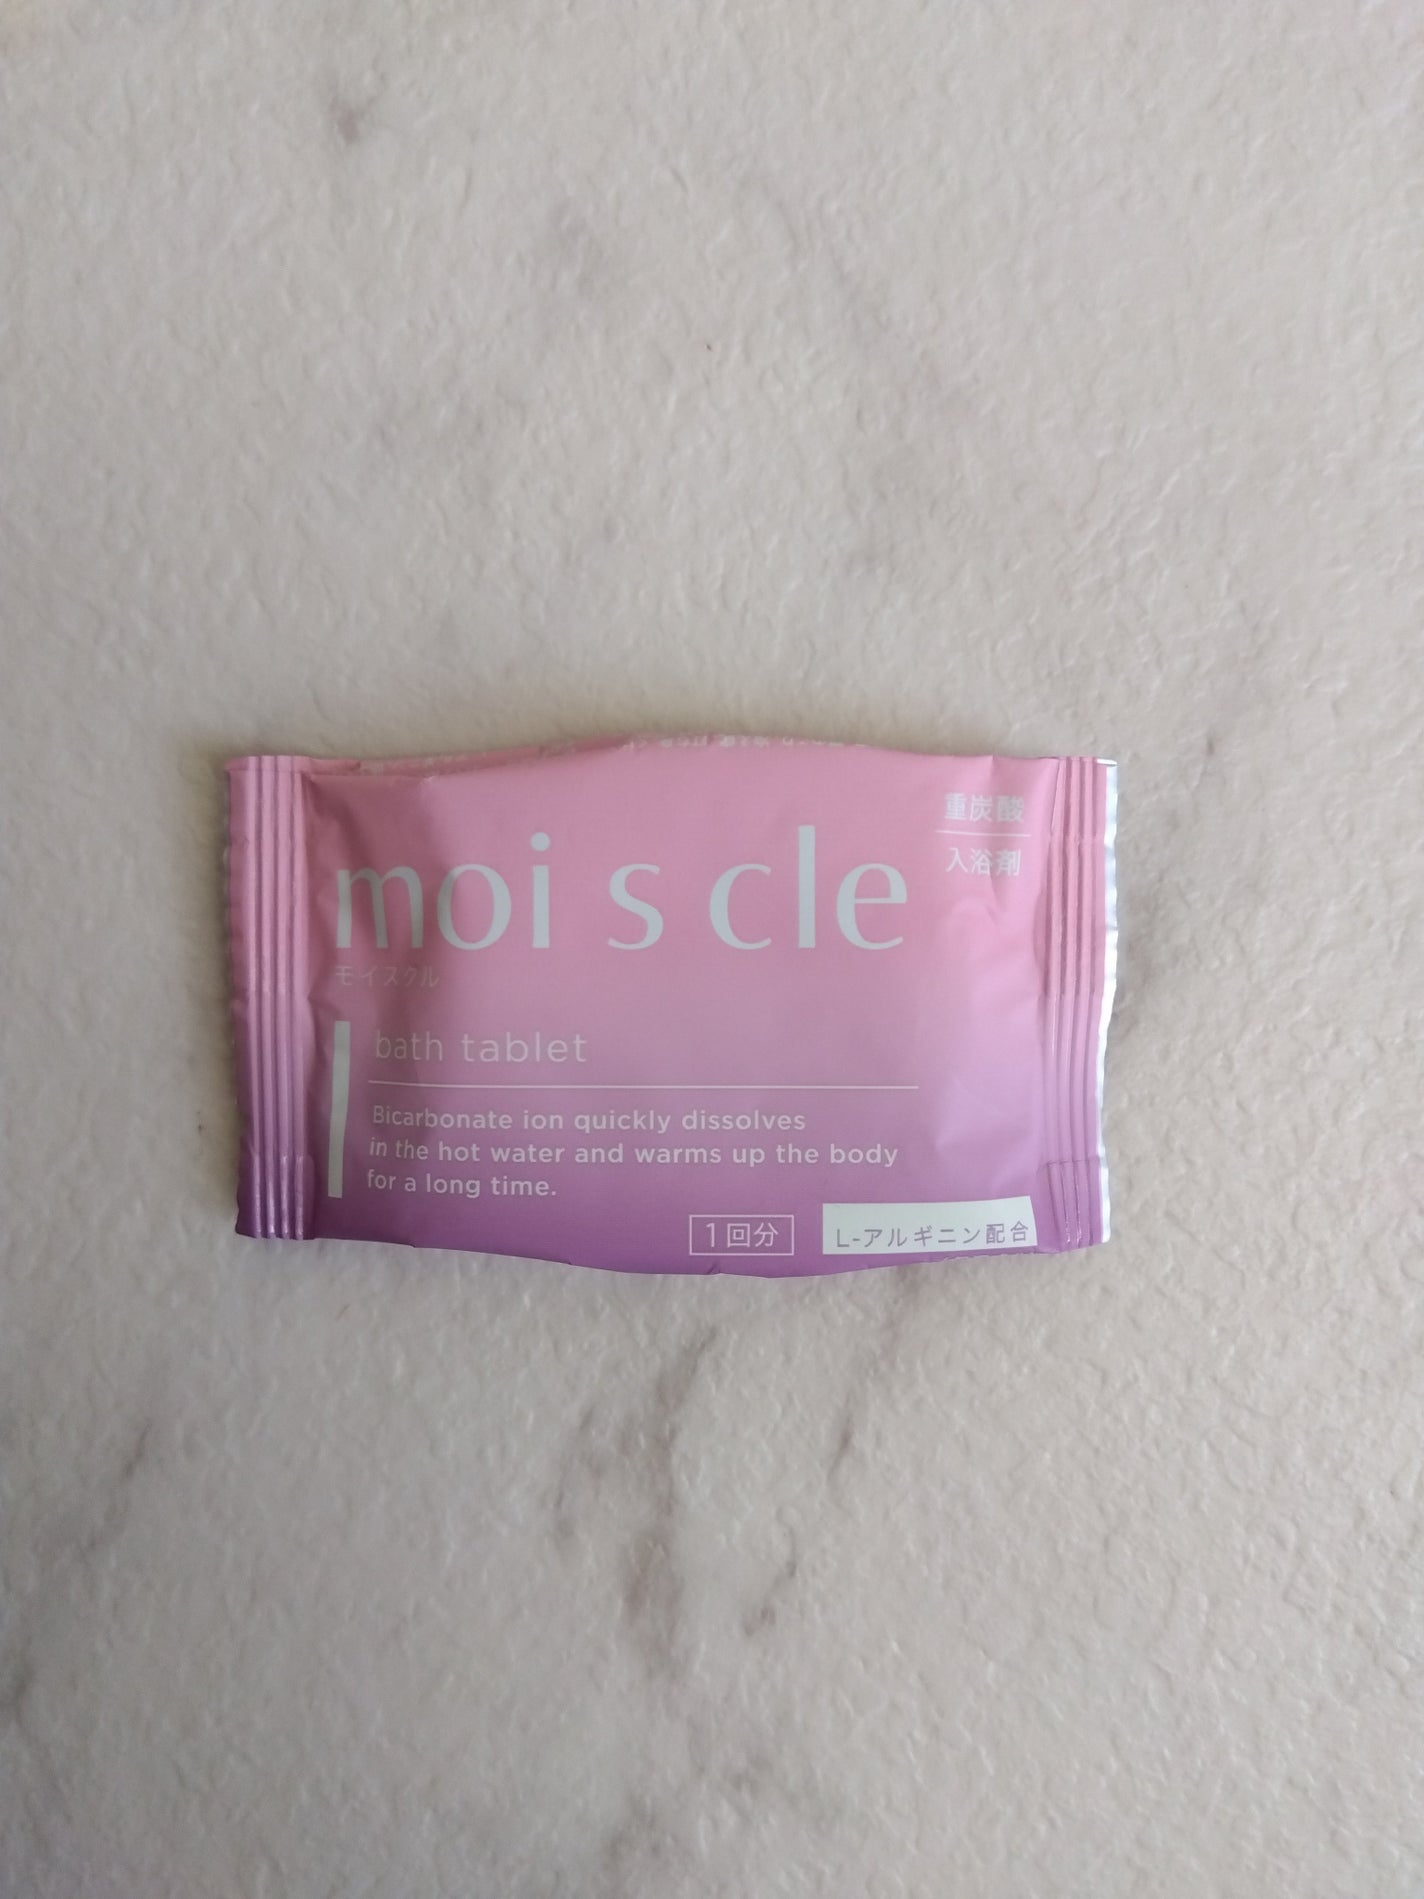 moi s cle
モイスクル
重炭酸
入浴剤
bath tablet
Bicarbonate ion quickly dissolves
in the hot water and warms up the body
for a long time.
1回分
L-アルギニン配合